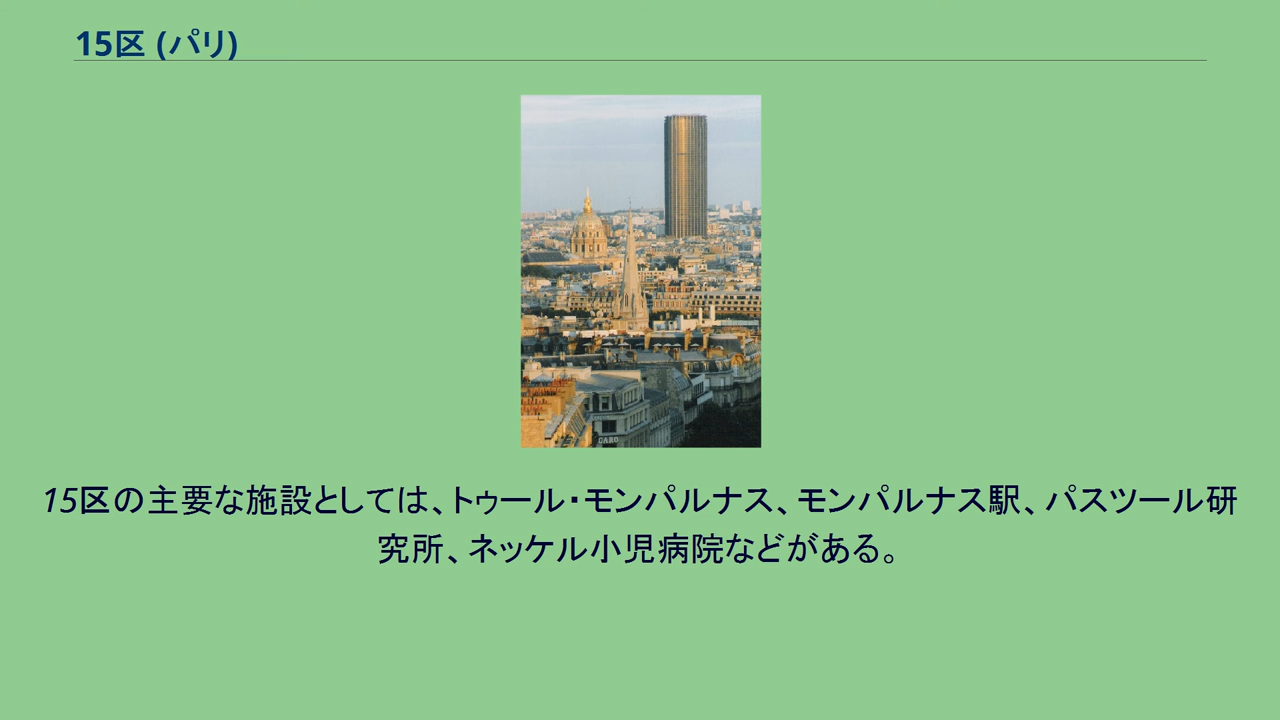 15区 (パリ)
CARO
15区の主要な施設としては、トゥール・モンパルナス、モンパルナス駅、パスツール研
究所、ネッケル小児病院などがある。